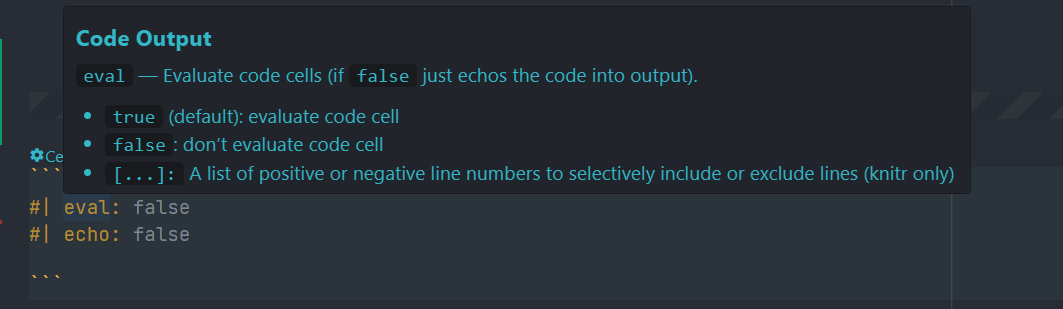 Code Output
eval — Evaluate code cells (if false just echos the code into output).
• true (default): evaluate code cell
• false: don’t evaluate code cell
• [...]: A list of positive or negative line numbers to selectively include or exclude lines (knitr only)
Ce
```
#| eval: false
#| echo: false
```